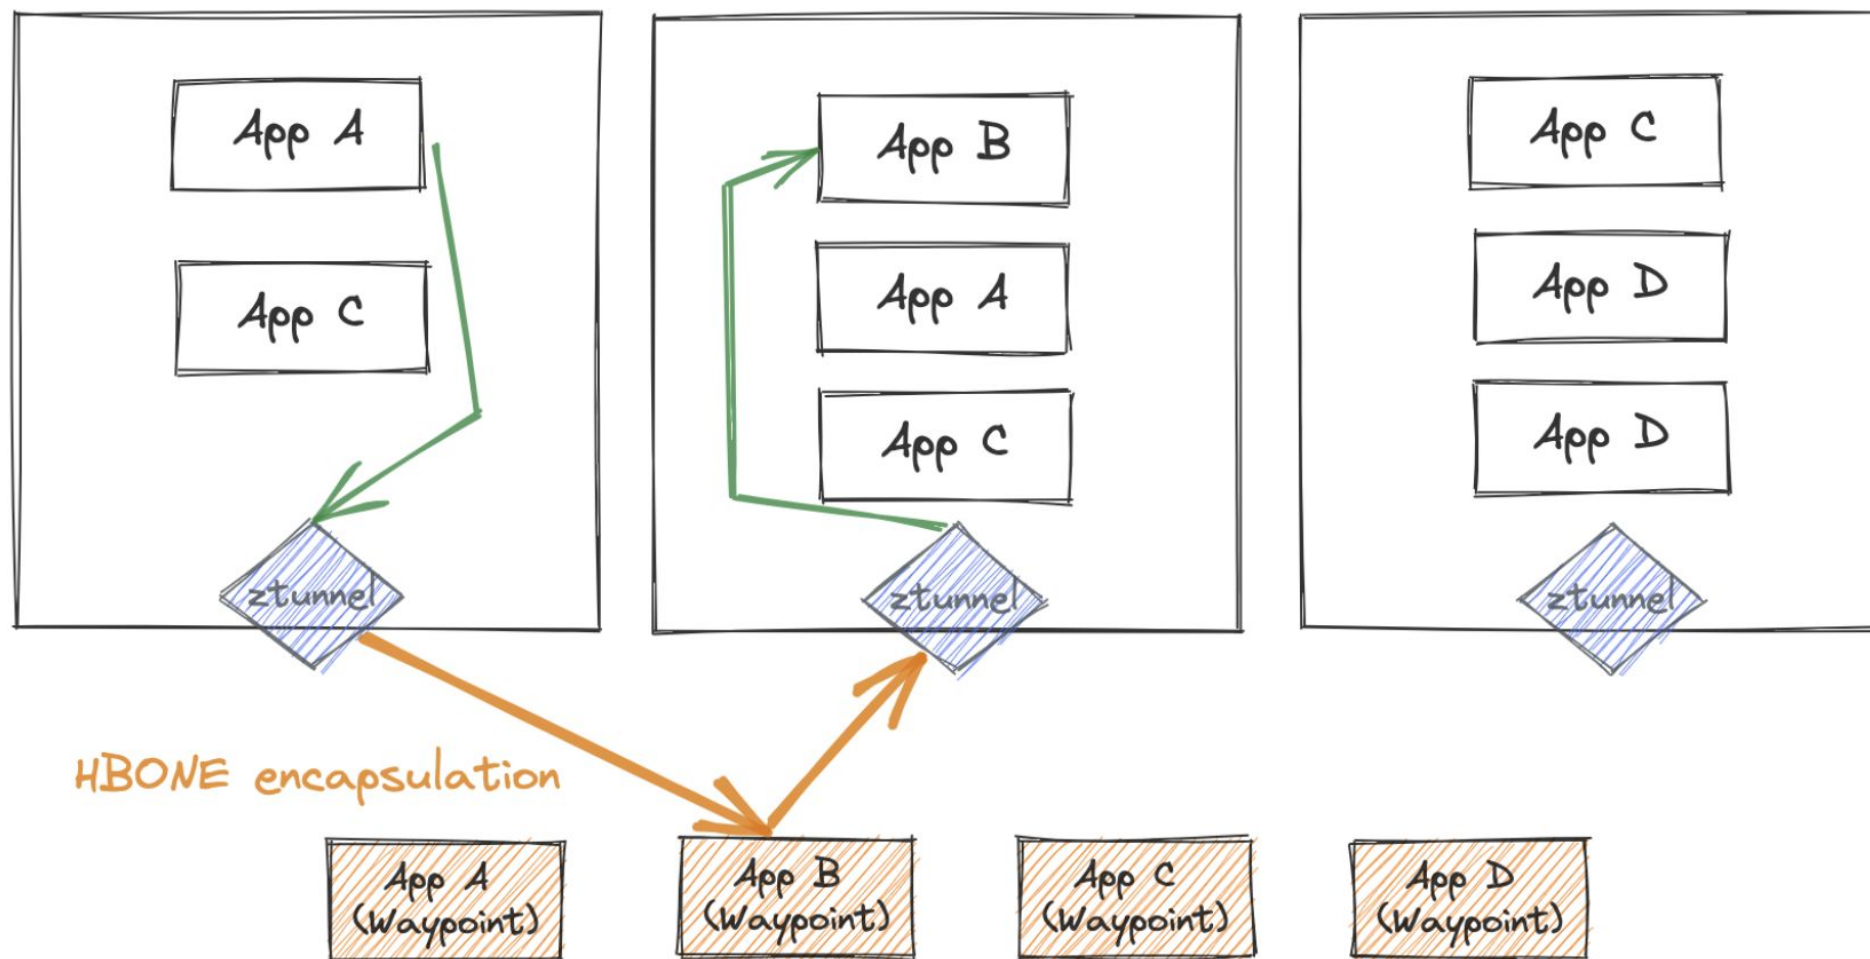 App A
App C
ztunnel
App B
App A
App C
ztunnel
App C
App D
App D
ztunnel
HBONE encapsulation
App A
(Waypoint)
App B
(Waypoint)
App C
(Waypoint)
App D
(Waypoint)